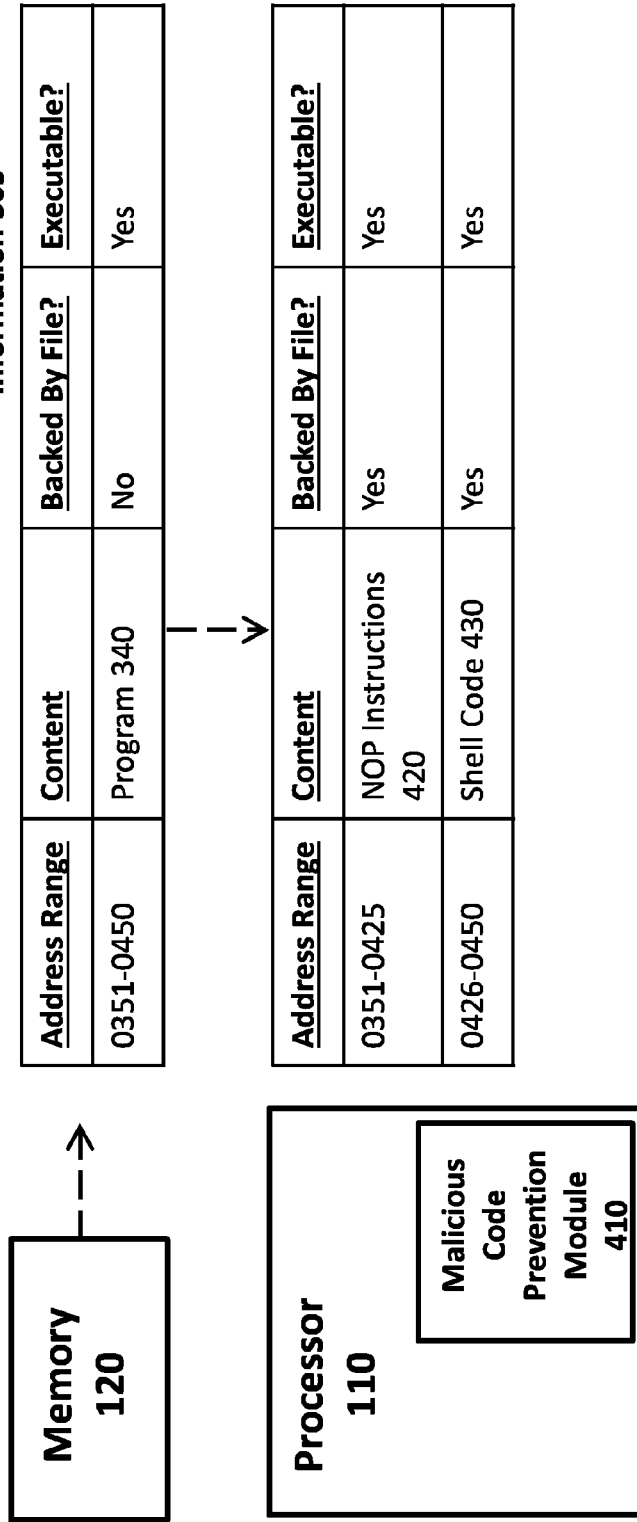 Memory
120
Address Range Content Backed By File? Executable?
0351-0450 Program 340 No Yes
Processor
110
Malicious
Code
Prevention
Module
410
Address Range Content Backed By File? Executable?
0351-0425 NOP Instructions Yes Yes
420
0426-0450 Shell Code 430 Yes Yes